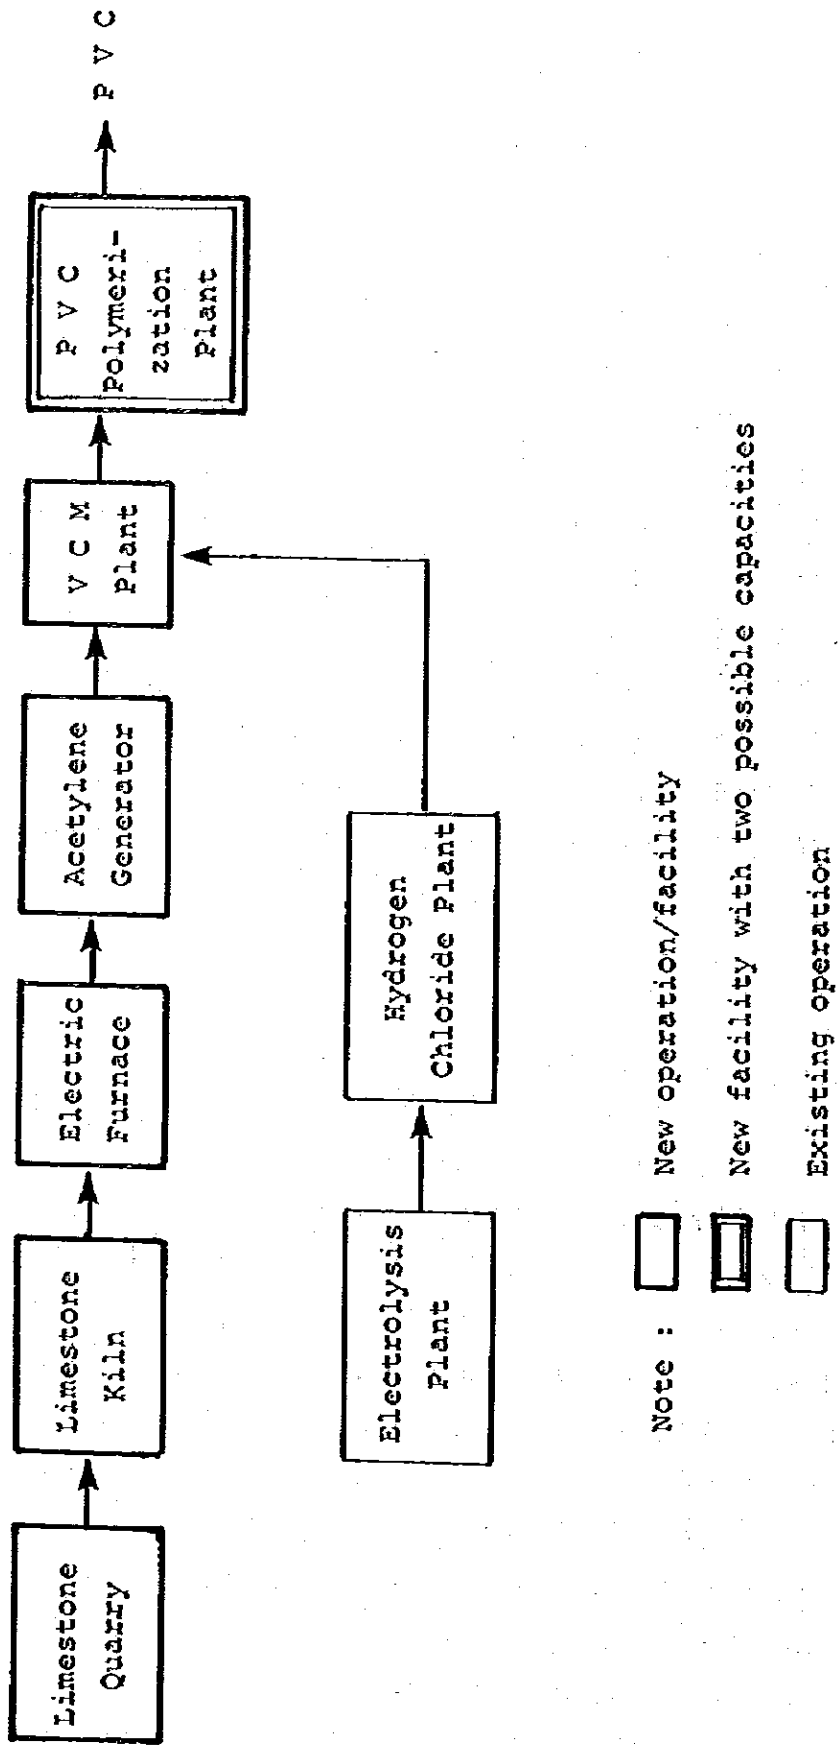 Limestone
Quarry
Limestone
Kiln
Electric
Furnace
Acetylene
Generator
V C M
Plant
P V C
Polymeri-
zation
Plant
P V C
Electrolysis
Plant
Hydrogen
Chloride Plant
Note :
New operation/facility
New facility with two possible capacities
Existing operation